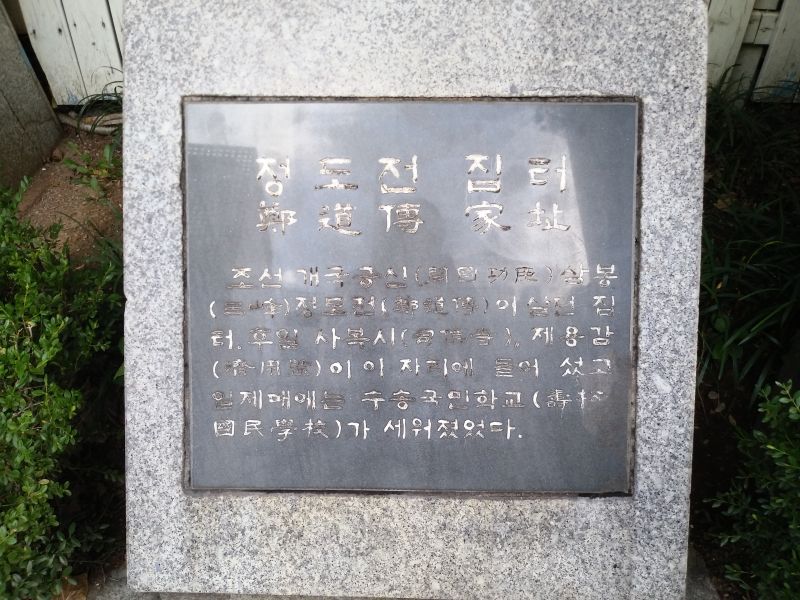 정도전 집터
鄭道傳 家址
조선 개국공신(開國功臣)삼봉
(三峰)정도전(鄭道傳)이 살던 집
터. 후일 사복시(司僕寺), 제용감
(濟用監)이 이 자리에 들어 섰고
일제때에는 수송국민학교(壽松
國民學校)가 세워졌었다.